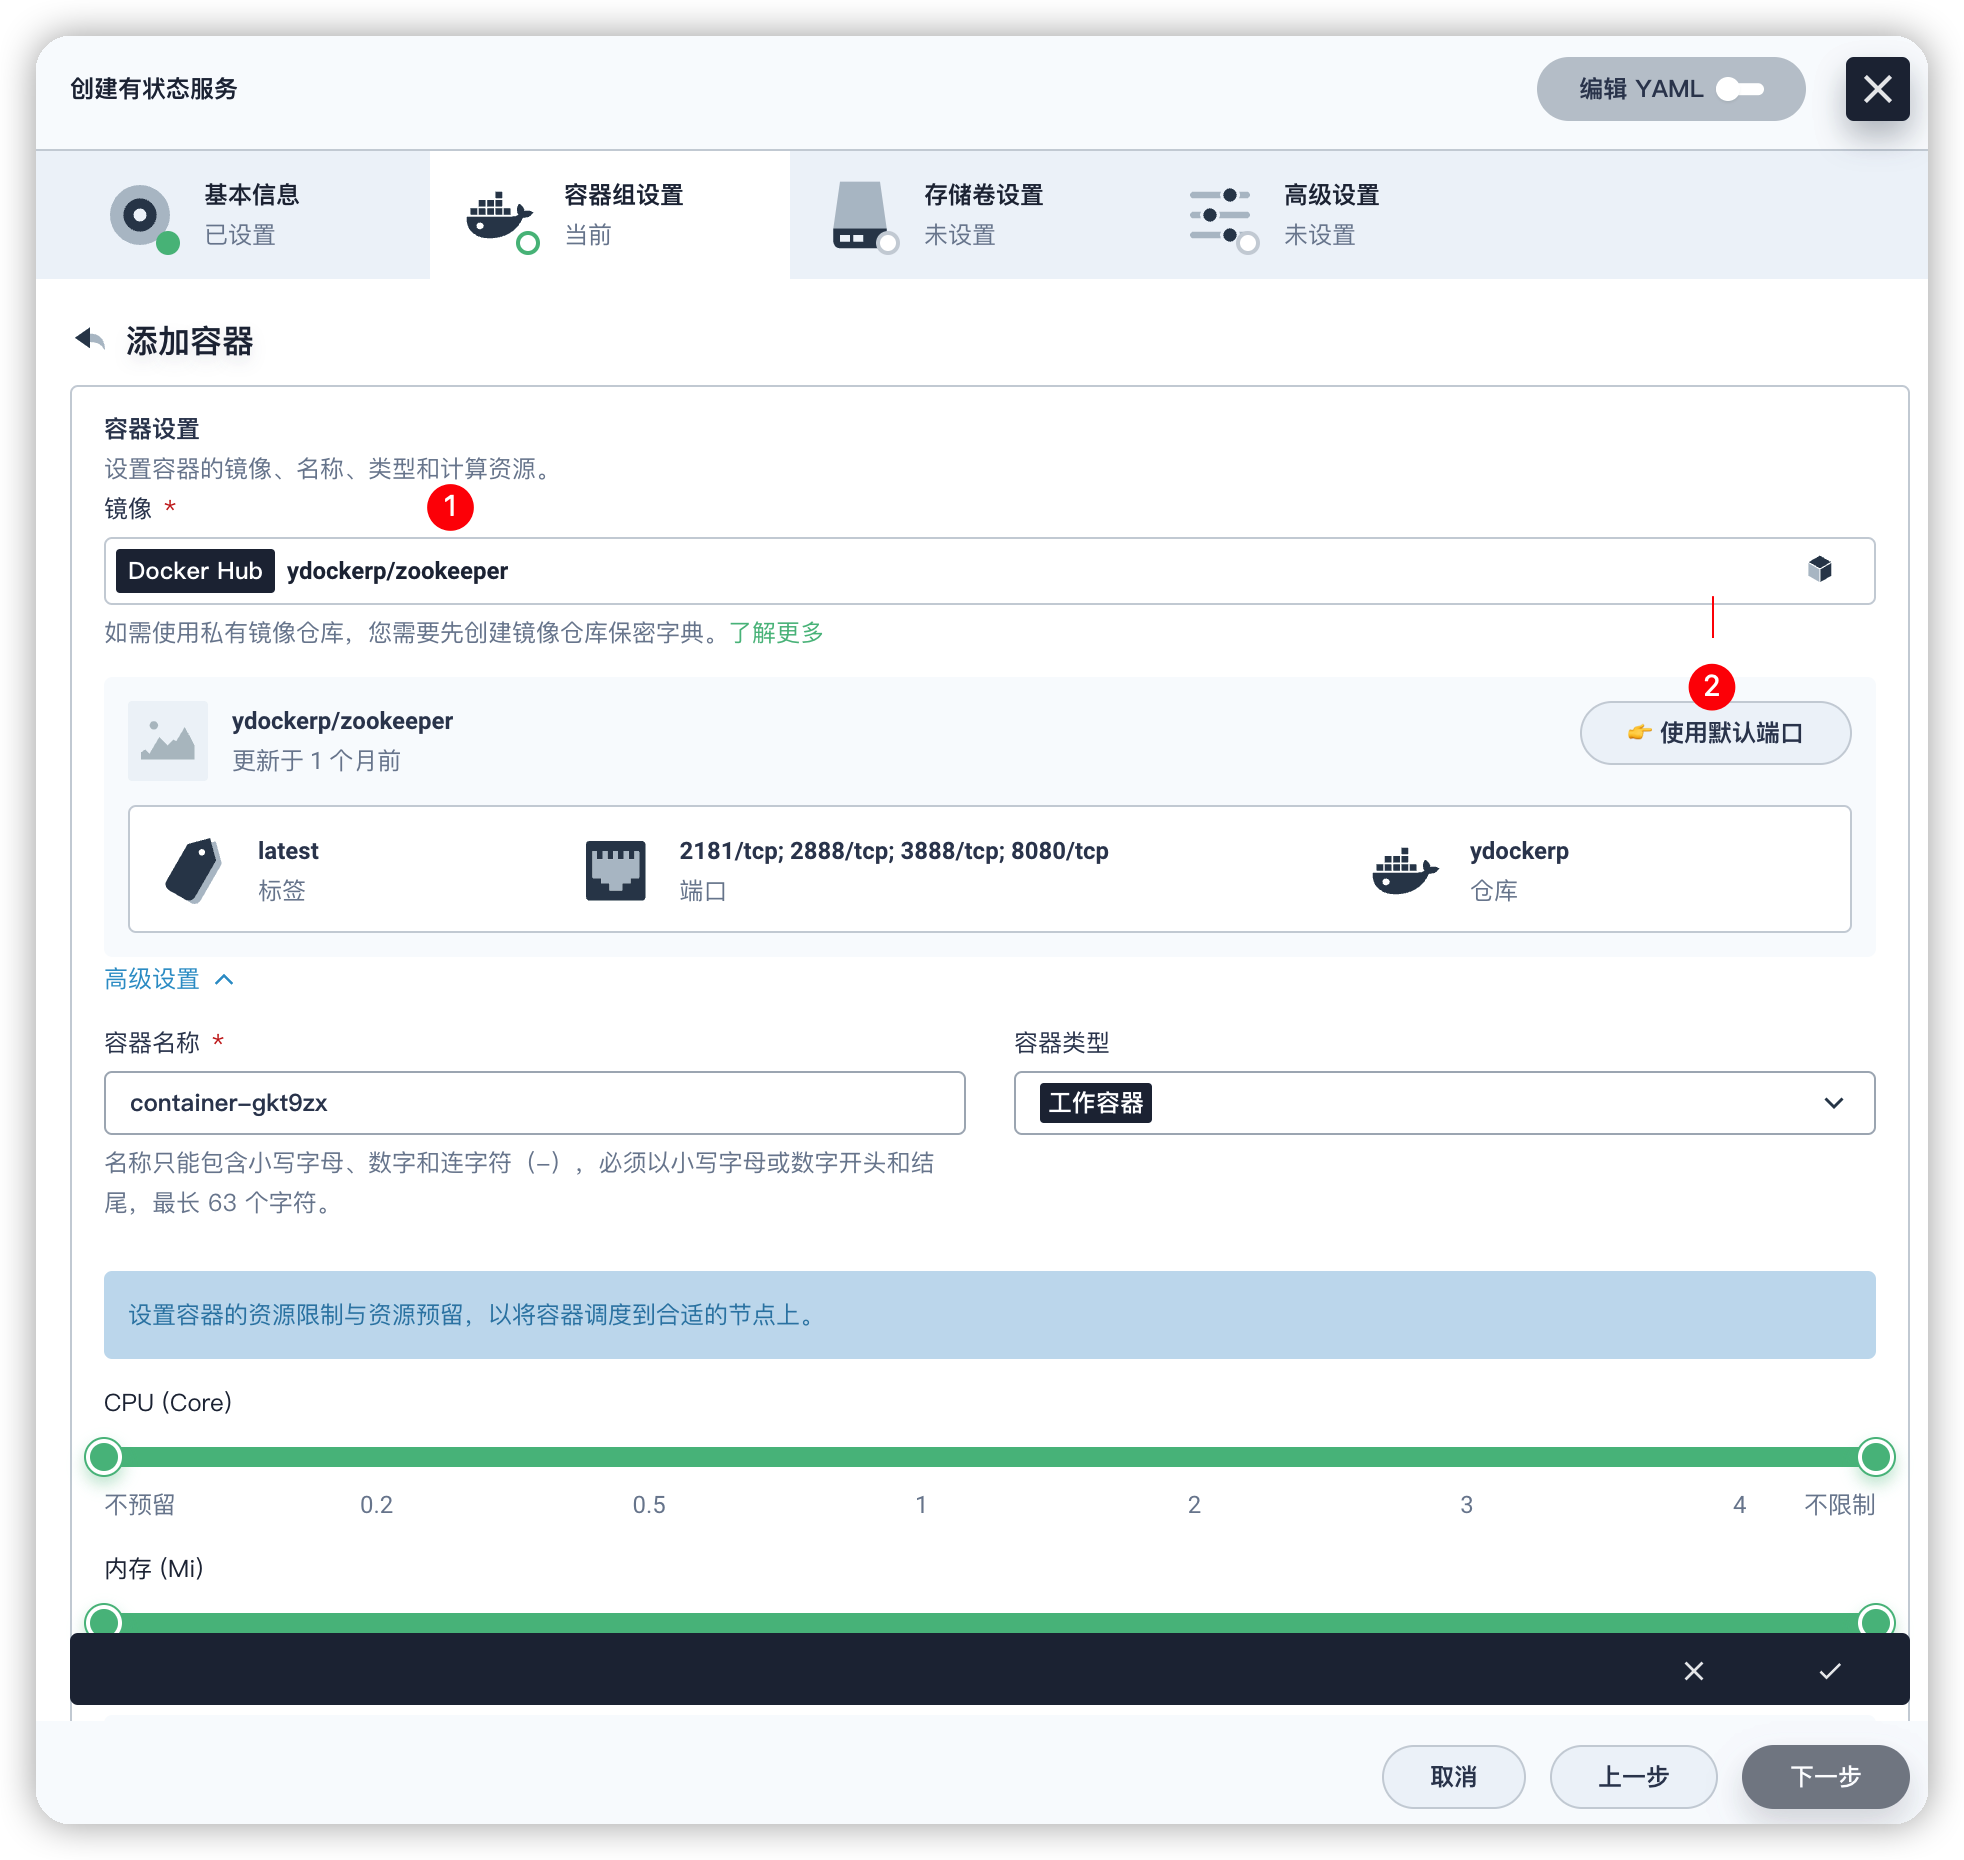 创建有状态服务
编辑 YAML
基本信息
已设置
容器组设置
当前
存储卷设置
未设置
高级设置
未设置
添加容器
容器设置
设置容器的镜像、名称、类型和计算资源。
镜像 *
1
Docker Hub ydockerp/zookeeper
如需使用私有镜像仓库，您需要先创建镜像仓库保密字典。了解更多
2
ydockerp/zookeeper
更新于 1 个月前
👉 使用默认端口
latest
标签
2181/tcp; 2888/tcp; 3888/tcp; 8080/tcp
端口
ydockerp
仓库
高级设置
容器名称 *
container-gkt9zx
名称只能包含小写字母、数字和连字符（-），必须以小写字母或数字开头和结
尾，最长 63 个字符。
容器类型
工作容器
设置容器的资源限制与资源预留，以将容器调度到合适的节点上。
CPU (Core)
不预留 0.2 0.5 1 2 3 4 不限制
内存 (Mi)
取消
上一步
下一步